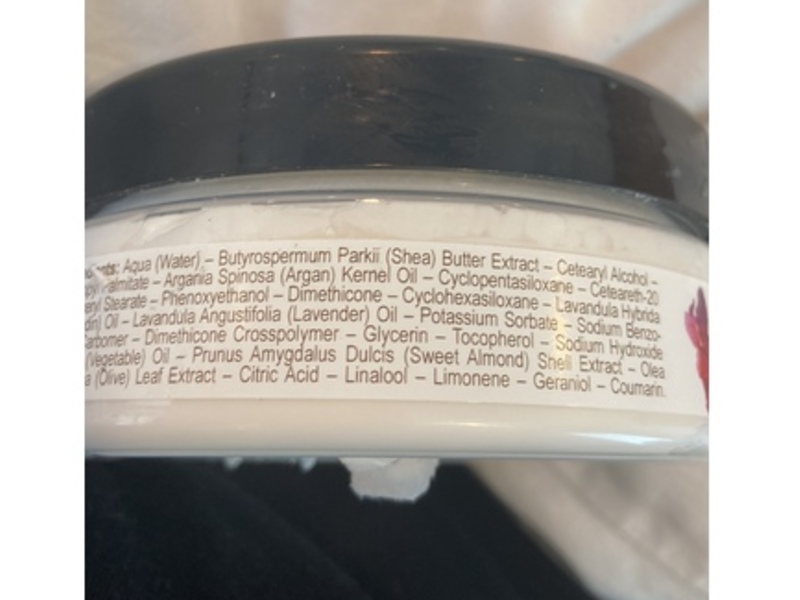 Aqua (Water) – Butyrospermum Parkii (Shea) Butter Extract – Cetearyl Alcohol –
Palmitate – Argania Spinosa (Argan) Kernel Oil – Cyclopentasiloxane – Ceteareth-20
Stearate – Phenoxyethanol – Dimethicone – Cyclohexasiloxane – Lavandula Hybrida
Oil – Lavandula Angustifolia (Lavender) Oil – Potassium Sorbate – Sodium Benzo-
Carbomer – Dimethicone Crosspolymer – Glycerin – Tocopherol – Sodium Hydroxide
(Vegetable) Oil – Prunus Amygdalus Dulcis (Sweet Almond) Shell Extract – Olea
(Olive) Leaf Extract – Citric Acid – Linalool – Limonene – Geraniol – Coumarin.